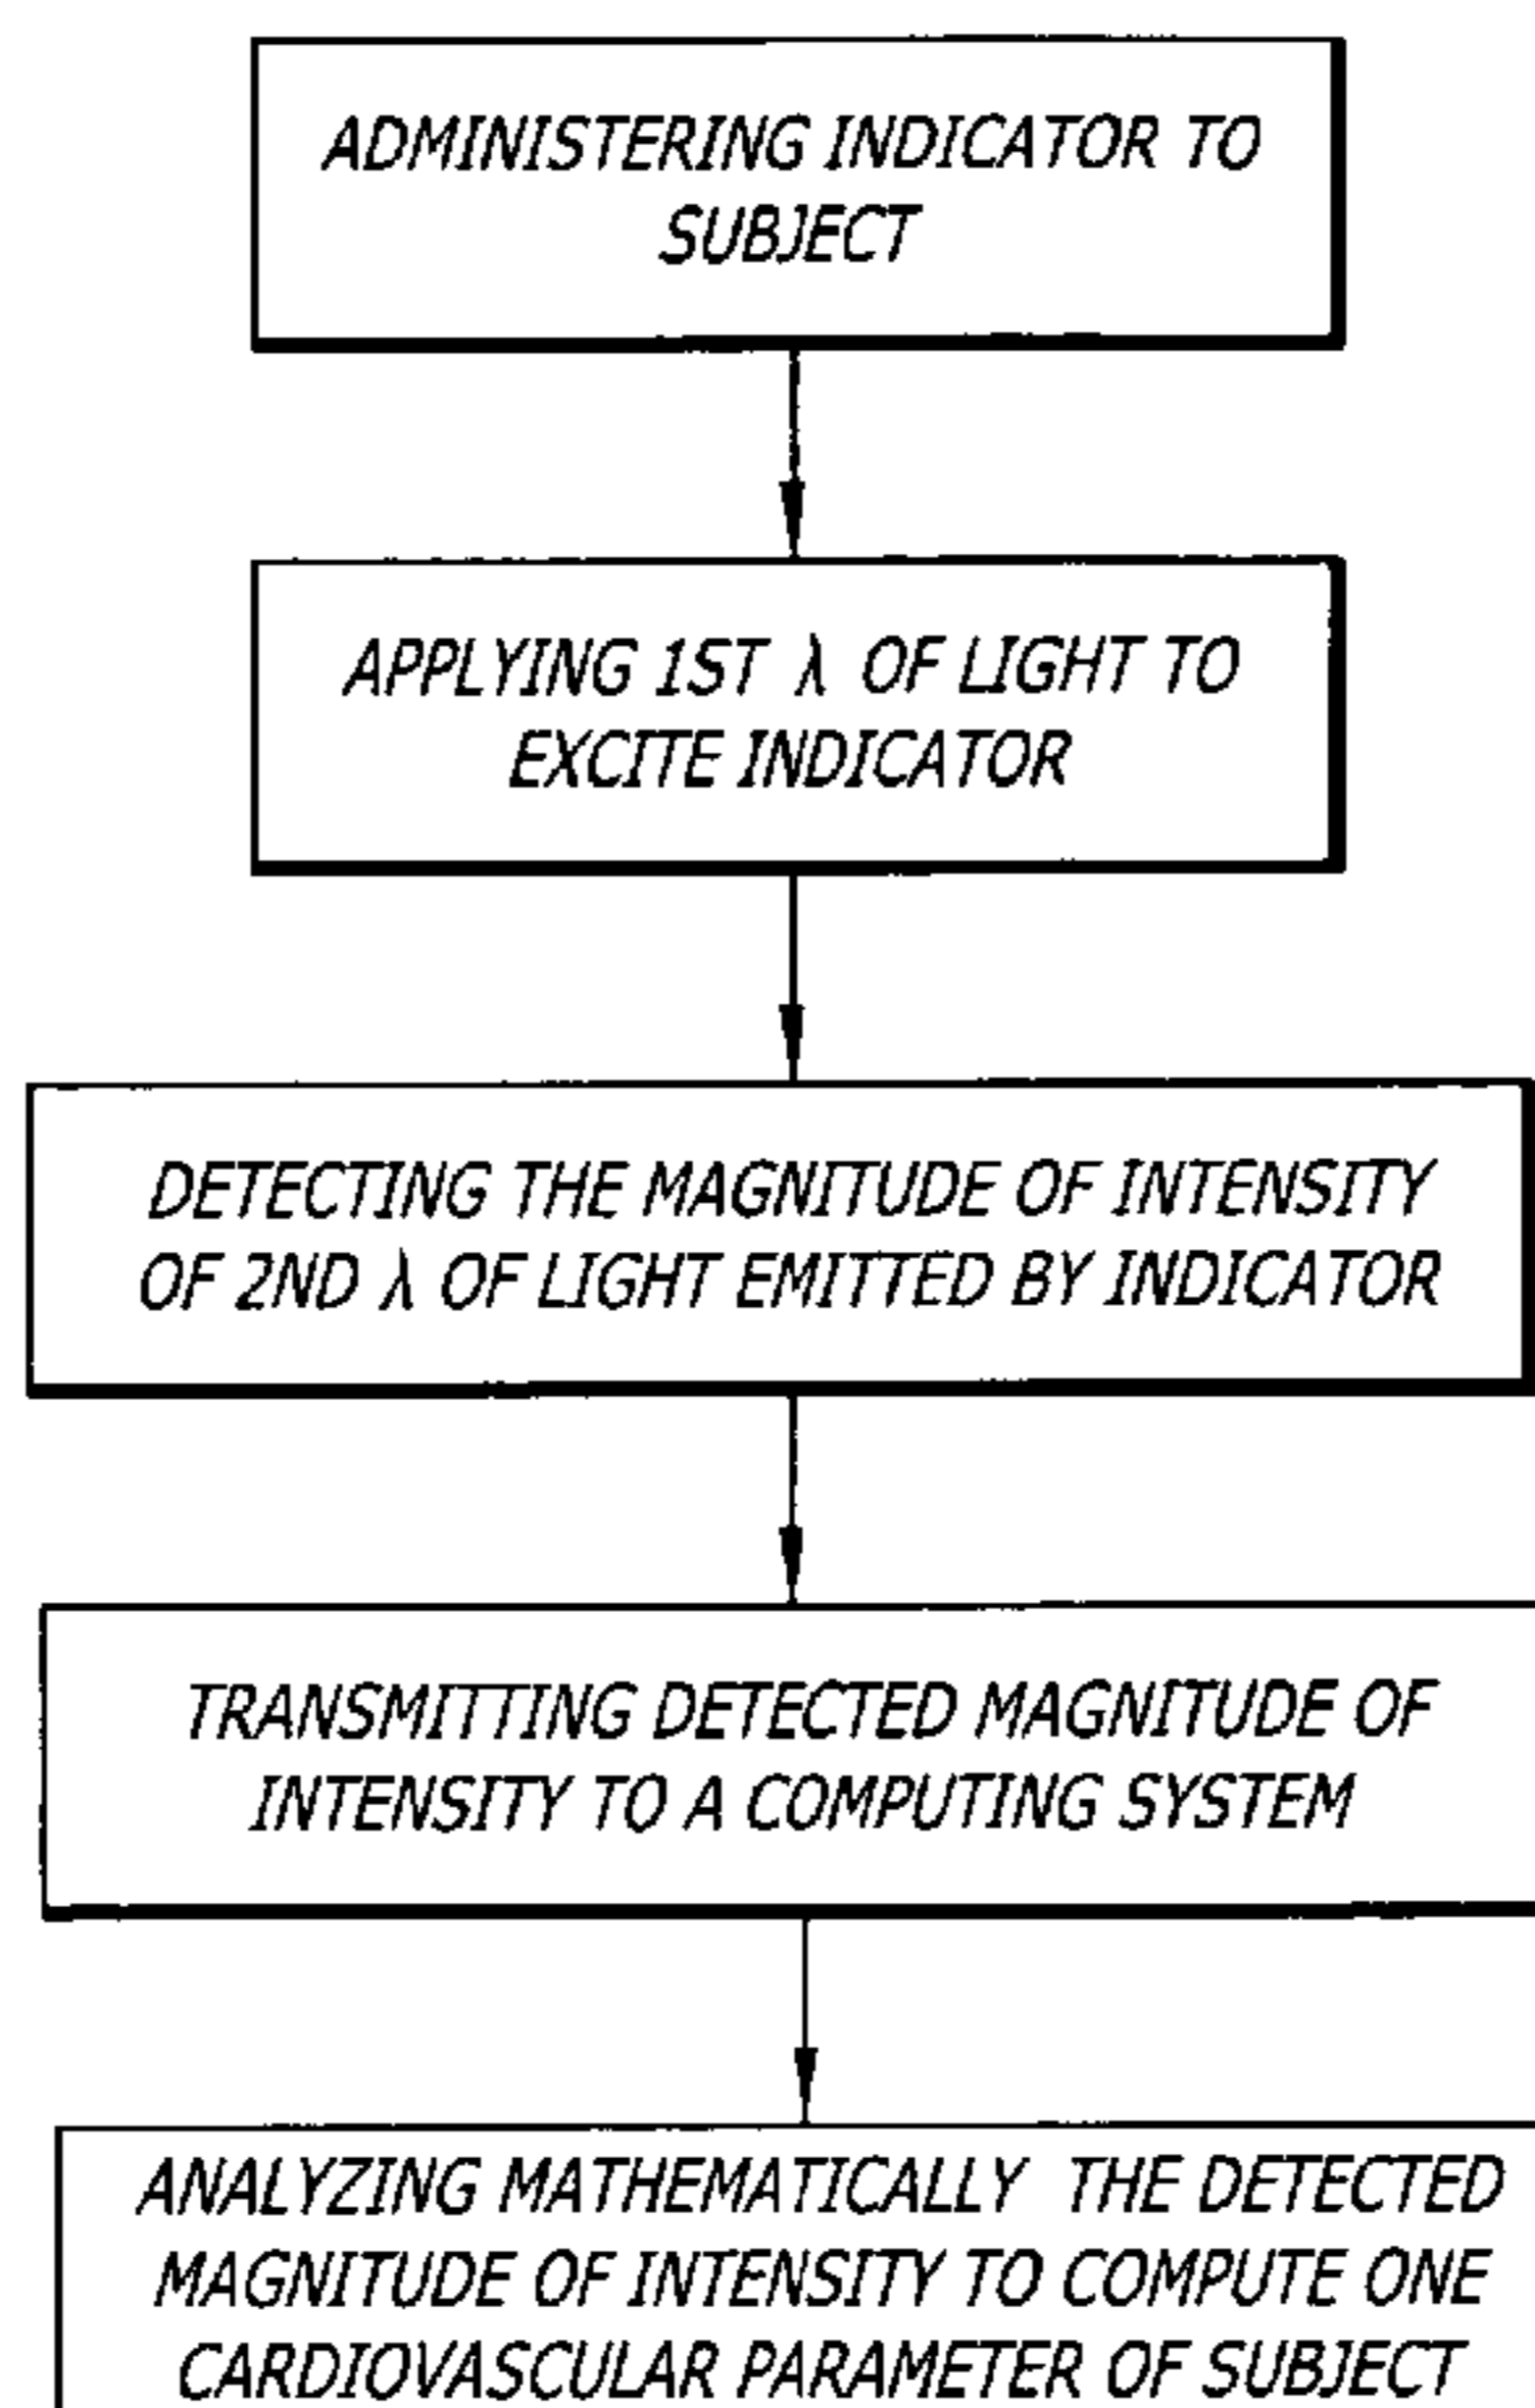 ADMINISTERING INDICATOR TO
SUBJECT
APPLYING 1ST λ OF LIGHT TO
EXCITE INDICATOR
DETECTING THE MAGNITUDE OF INTENSITY
OF 2ND λ OF LIGHT EMITTED BY INDICATOR
TRANSMITTING DETECTED MAGNITUDE OF
INTENSITY TO A COMPUTING SYSTEM
ANALYZING MATHEMATICALLY THE DETECTED
MAGNITUDE OF INTENSITY TO COMPUTE ONE
CARDIOVASCULAR PARAMETER OF SUBJECT